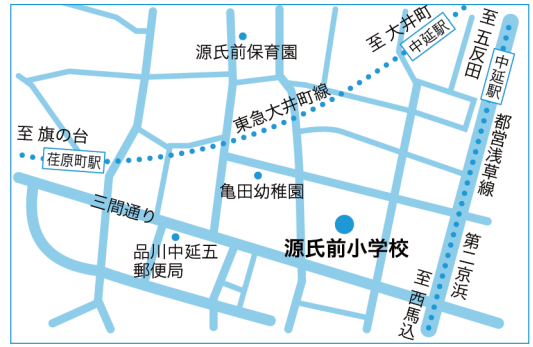 源氏前保育園
至 大井町
中延駅
至 五反田
中延駅
東急大井町線
至 旗の台
荏原町駅
都営浅草線
三間通り
亀田幼稚園
源氏前小学校
品川中延五
郵便局
第二京浜
至 西馬込